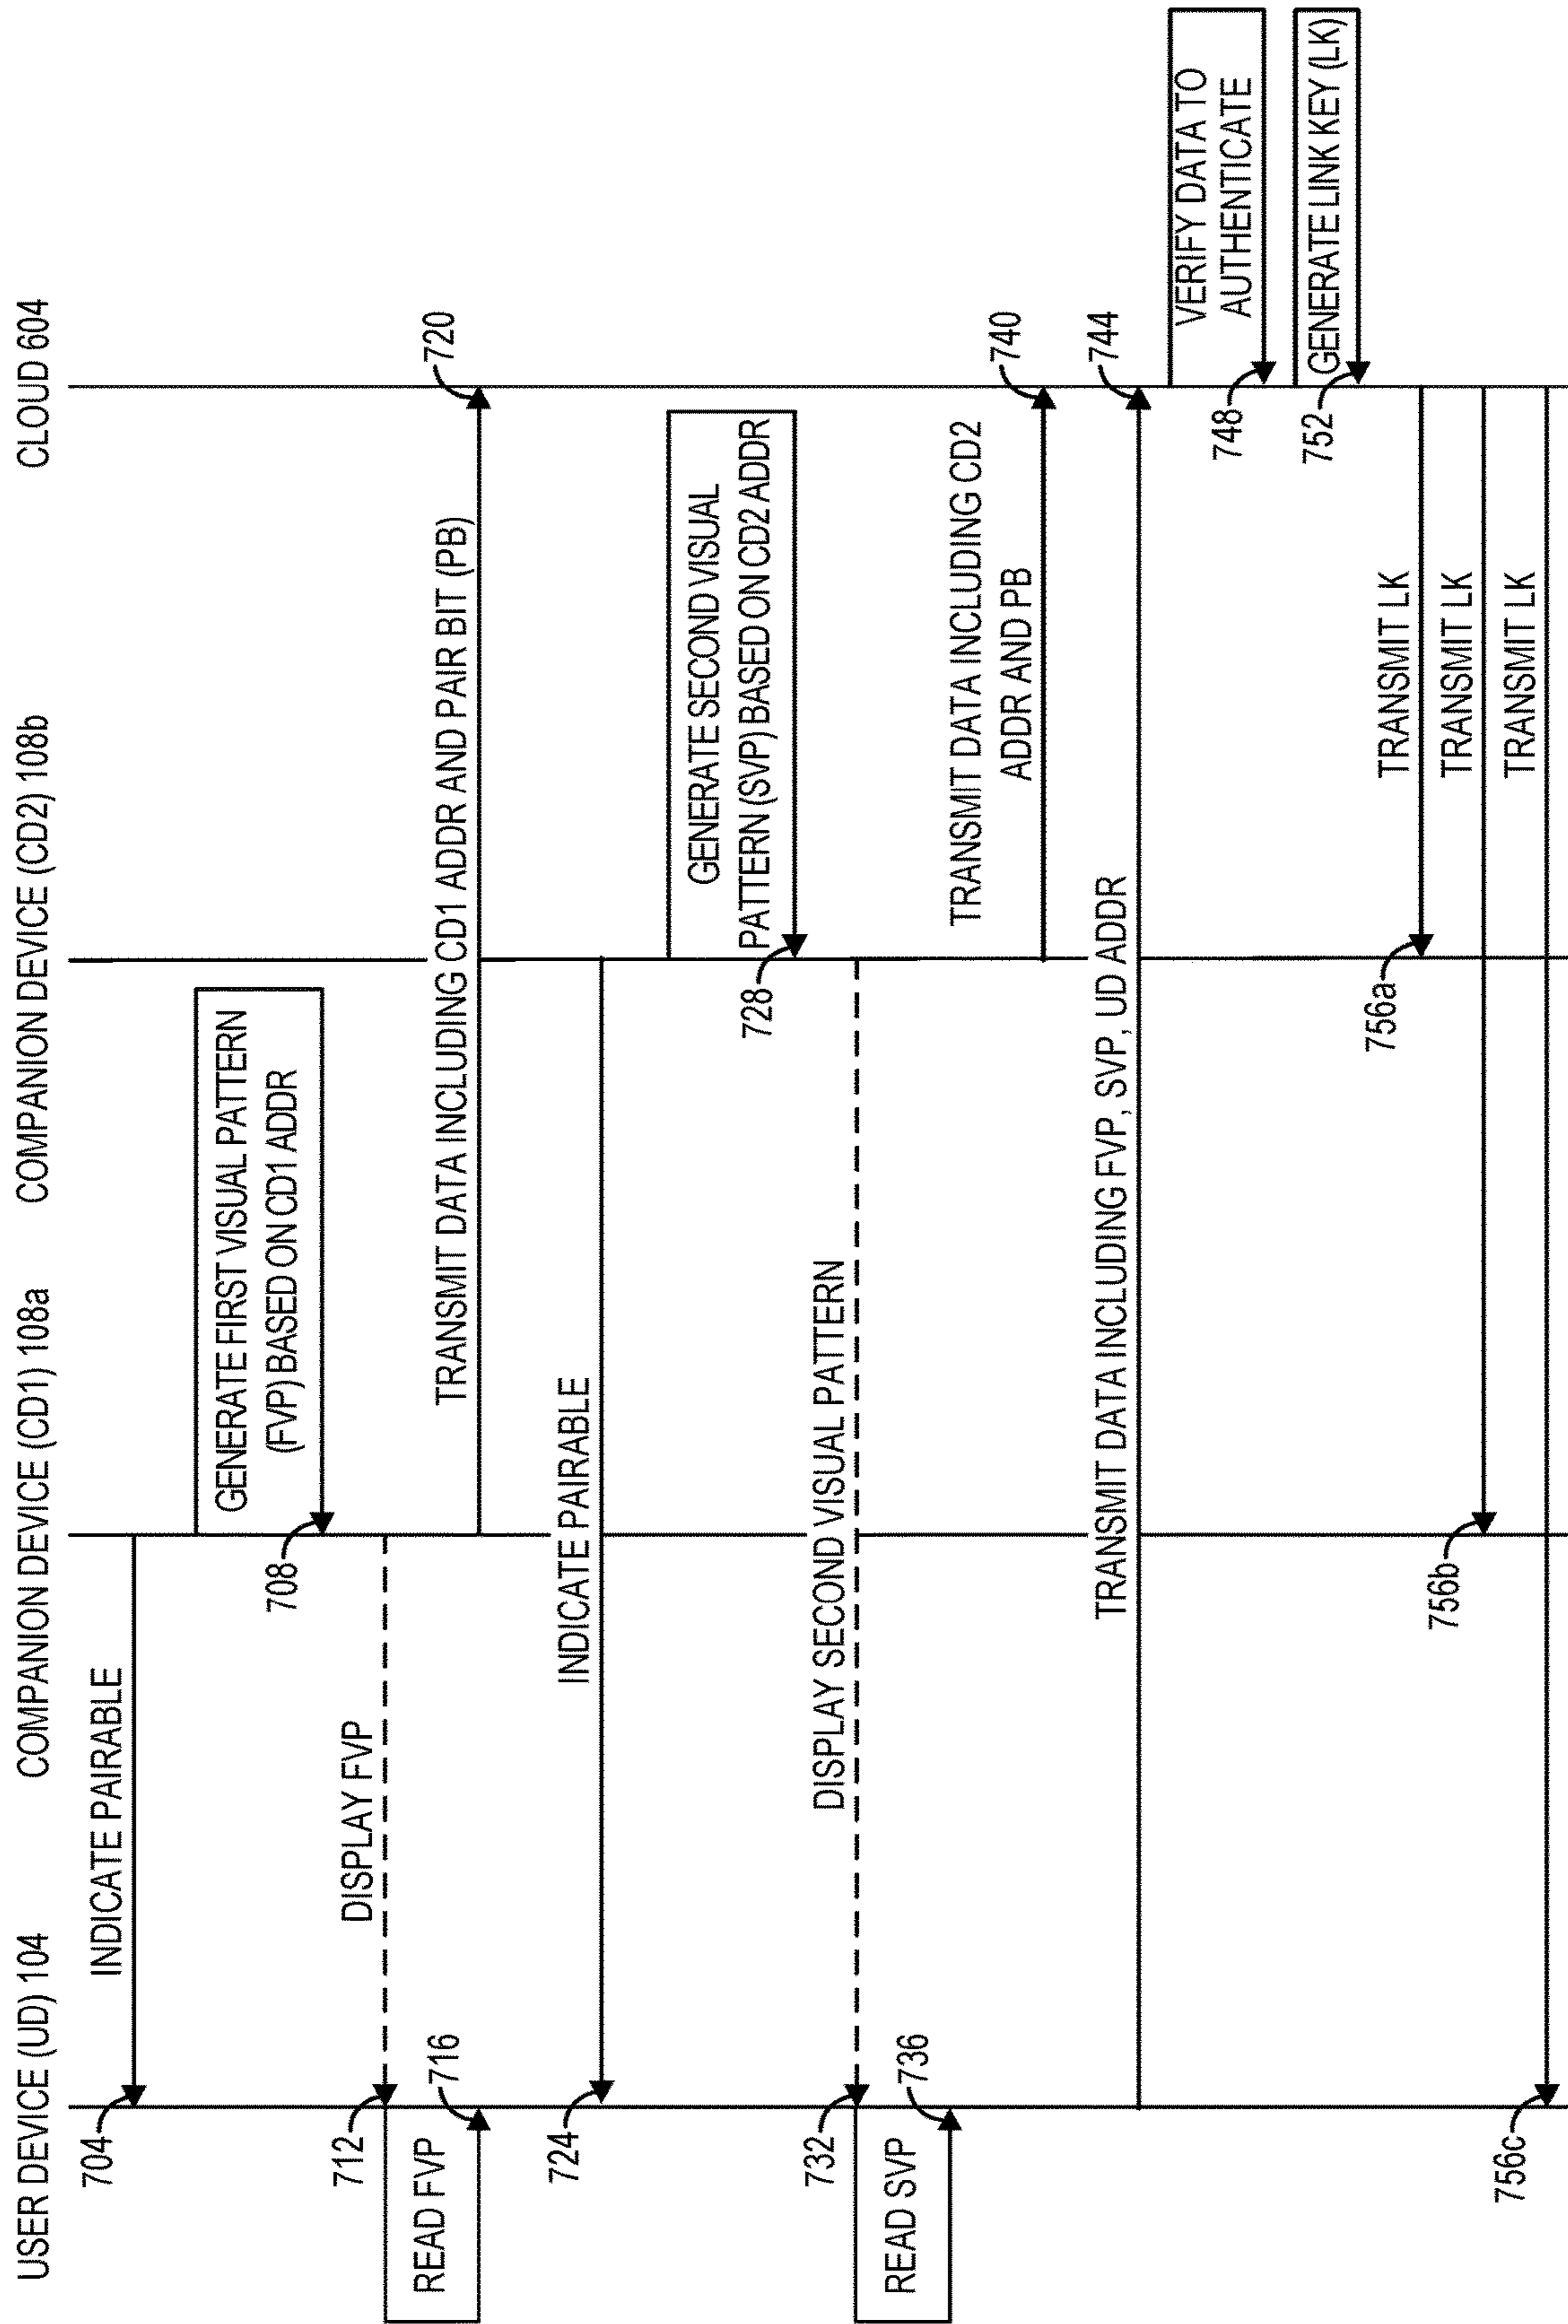 USER DEVICE (UD) 104
COMPANION DEVICE (CD1) 108a
COMPANION DEVICE (CD2) 108b
CLOUD 604
704
INDICATE PAIRABLE
708
GENERATE FIRST VISUAL PATTERN
(FVP) BASED ON CD1 ADDR
712
DISPLAY FVP
READ FVP
716
TRANSMIT DATA INCLUDING CD1 ADDR AND PAIR BIT (PB)
720
724
INDICATE PAIRABLE
GENERATE SECOND VISUAL
PATTERN (SVP) BASED ON CD2 ADDR
728
732
DISPLAY SECOND VISUAL PATTERN
READ SVP
736
TRANSMIT DATA INCLUDING CD2
ADDR AND PB
740
TRANSMIT DATA INCLUDING FVP, SVP, UD ADDR
744
VERIFY DATA TO
AUTHENTICATE
748
GENERATE LINK KEY (LK)
752
756a
TRANSMIT LK
756b
TRANSMIT LK
756c
TRANSMIT LK